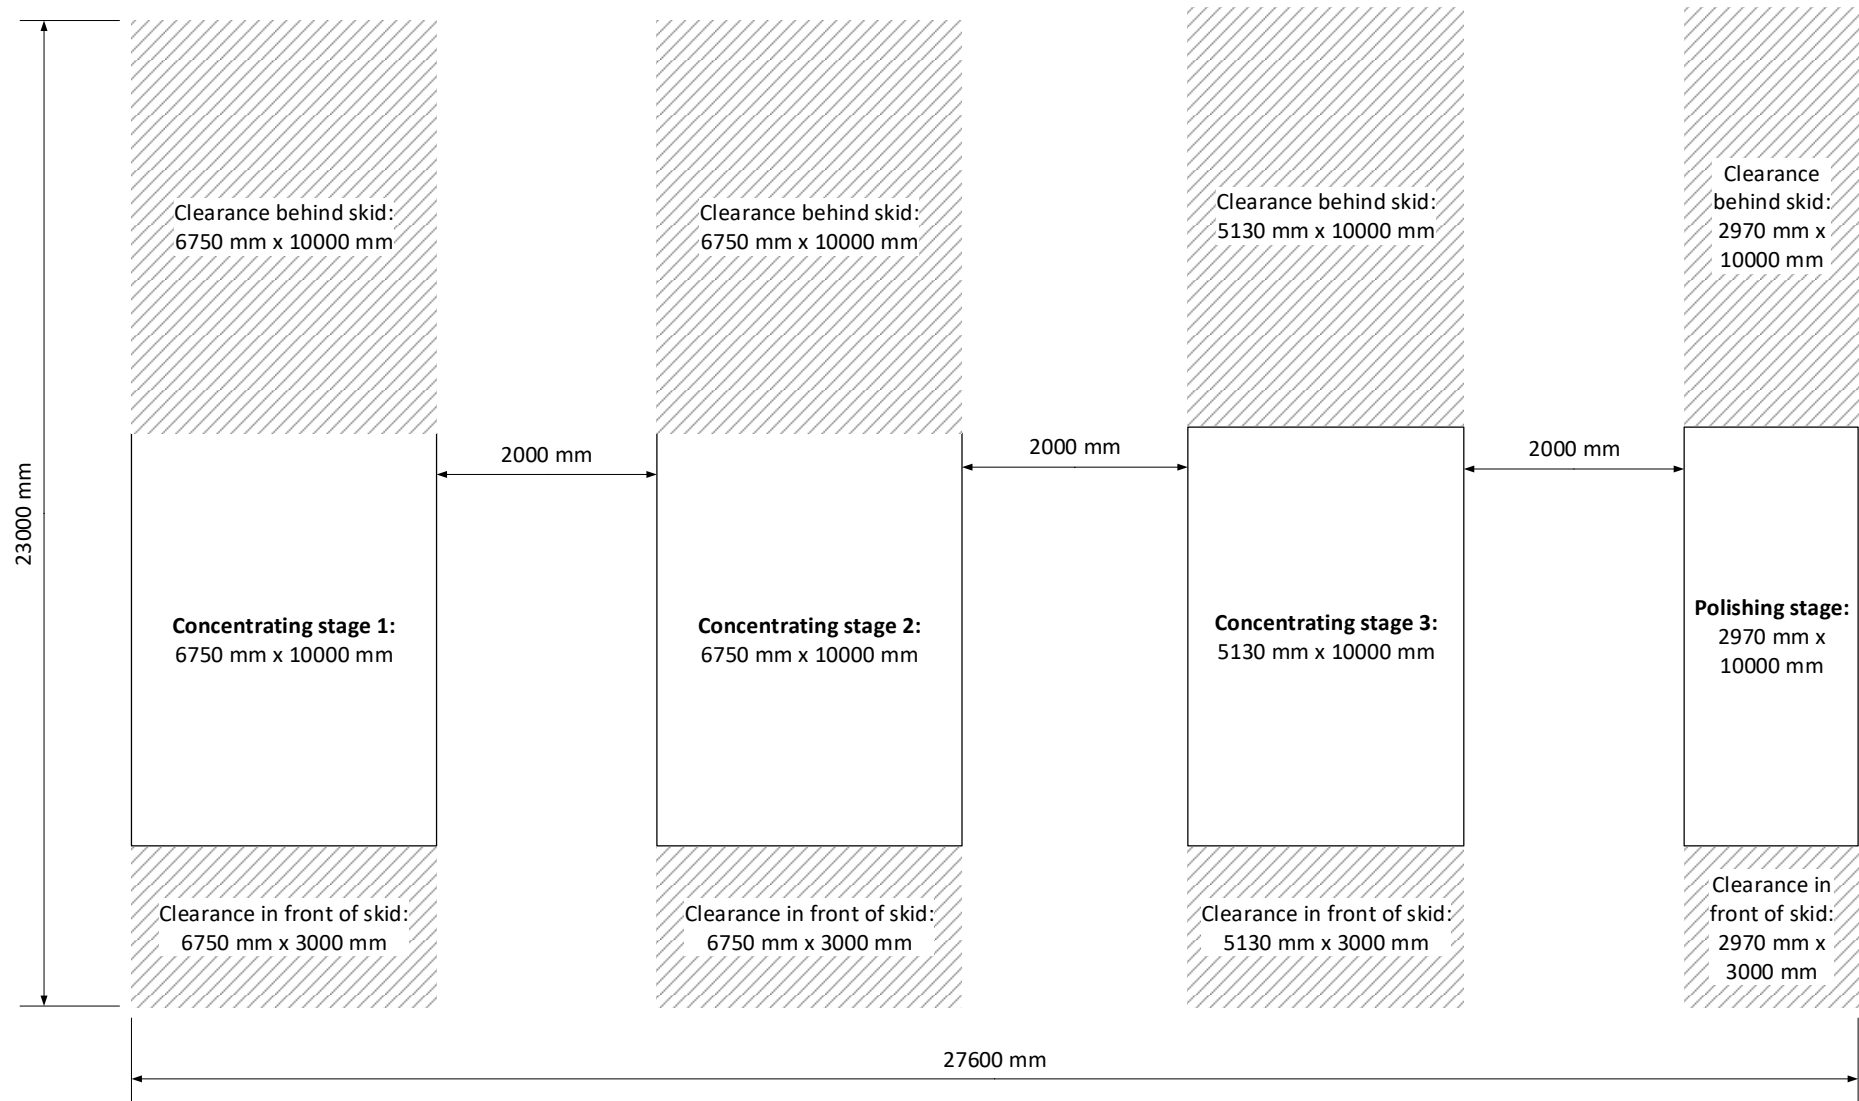 Clearance behind skid:
6750 mm x 10000 mm
Clearance behind skid:
6750 mm x 10000 mm
Clearance behind skid:
5130 mm x 10000 mm
Clearance
behind skid:
2970 mm x
10000 mm
23000 mm
2000 mm
2000 mm
2000 mm
Concentrating stage 1:
6750 mm x 10000 mm
Concentrating stage 2:
6750 mm x 10000 mm
Concentrating stage 3:
5130 mm x 10000 mm
Polishing stage:
2970 mm x
10000 mm
Clearance in front of skid:
6750 mm x 3000 mm
Clearance in front of skid:
6750 mm x 3000 mm
Clearance in front of skid:
5130 mm x 3000 mm
Clearance in
front of skid:
2970 mm x
3000 mm
27600 mm